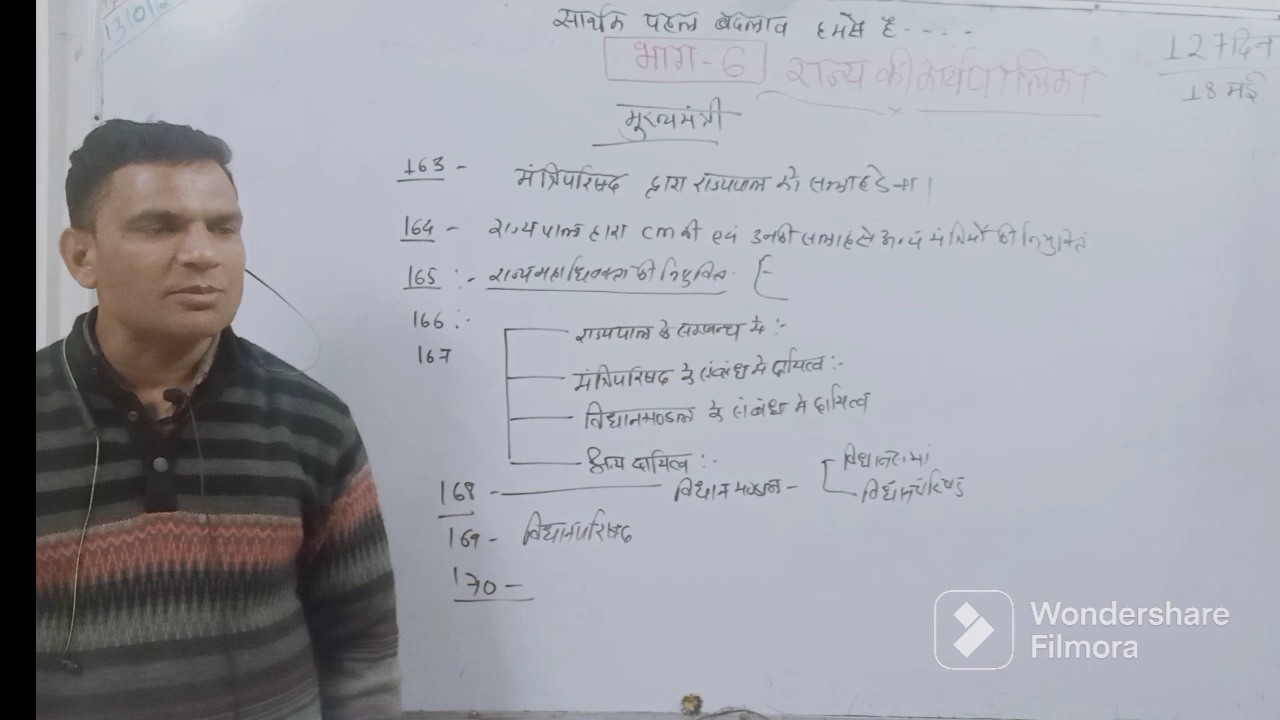 सार्थक पहल बदलाव हमसे है-----
भाग-6 राज्य की कार्यपालिका
127 दिन
18 मई
मुख्यमंत्री
163 - मंत्रिपरिषद द्वारा राज्यपाल को सलाह देना।
164 - राज्यपाल द्वारा cm की एवं उनकी सलाह से अन्य मंत्रियों की नियुक्ति
165 :- राज्य महाधिवक्ता की नियुक्ति
166 :-
167
राज्यपाल के सम्बन्ध में :-
मंत्रिपरिषद के संबंध मे दायित्व :-
विधानमण्डल के संबंध मे दायित्व
अन्य दायित्व :-
168 - विधानमण्डल - विधानसभा
विधानपरिषद
169 - विधानपरिषद
170 -
Wondershare
Filmora